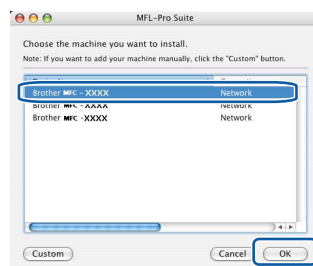 MFL-Pro Suite
Choose the machine you want to install.
Note: If you want to add your machine manually, click the "Custom" button.
Brother MFC - XXXX Network
Brother MFC - XXXX Network
Brother MFC - XXXX Network
Custom Cancel OK